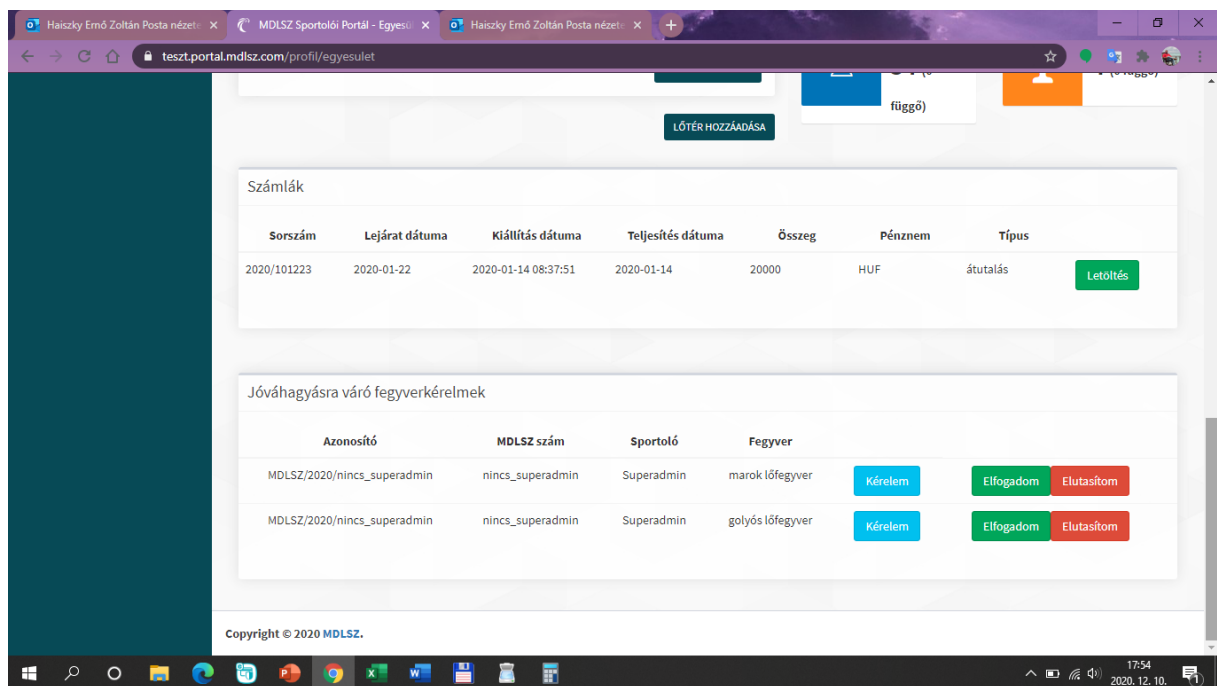 Haiszky Ernő Zoltán Posta nézete
MDLSZ Sportolói Portál - Egyesü
Haiszky Ernő Zoltán Posta nézete
teszt.portal.mdlsz.com/profil/egyesulet
függő)
LŐTÉR HOZZÁADÁSA
Számlák
Sorszám Lejárat dátuma Kiállítás dátuma Teljesítés dátuma Összeg Pénznem Típus
2020/101223 2020-01-22 2020-01-14 08:37:51 2020-01-14 20000 HUF átutalás Letöltés
Jóváhagyásra váró fegyverkérelmek
Azonosító MDLSZ szám Sportoló Fegyver
MDLSZ/2020/nincs_superadmin nincs_superadmin Superadmin marok lőfegyver Kérelem Elfogadom Elutasítom
MDLSZ/2020/nincs_superadmin nincs_superadmin Superadmin golyós lőfegyver Kérelem Elfogadom Elutasítom
Copyright © 2020 MDLSZ.
17:54
2020. 12. 10.